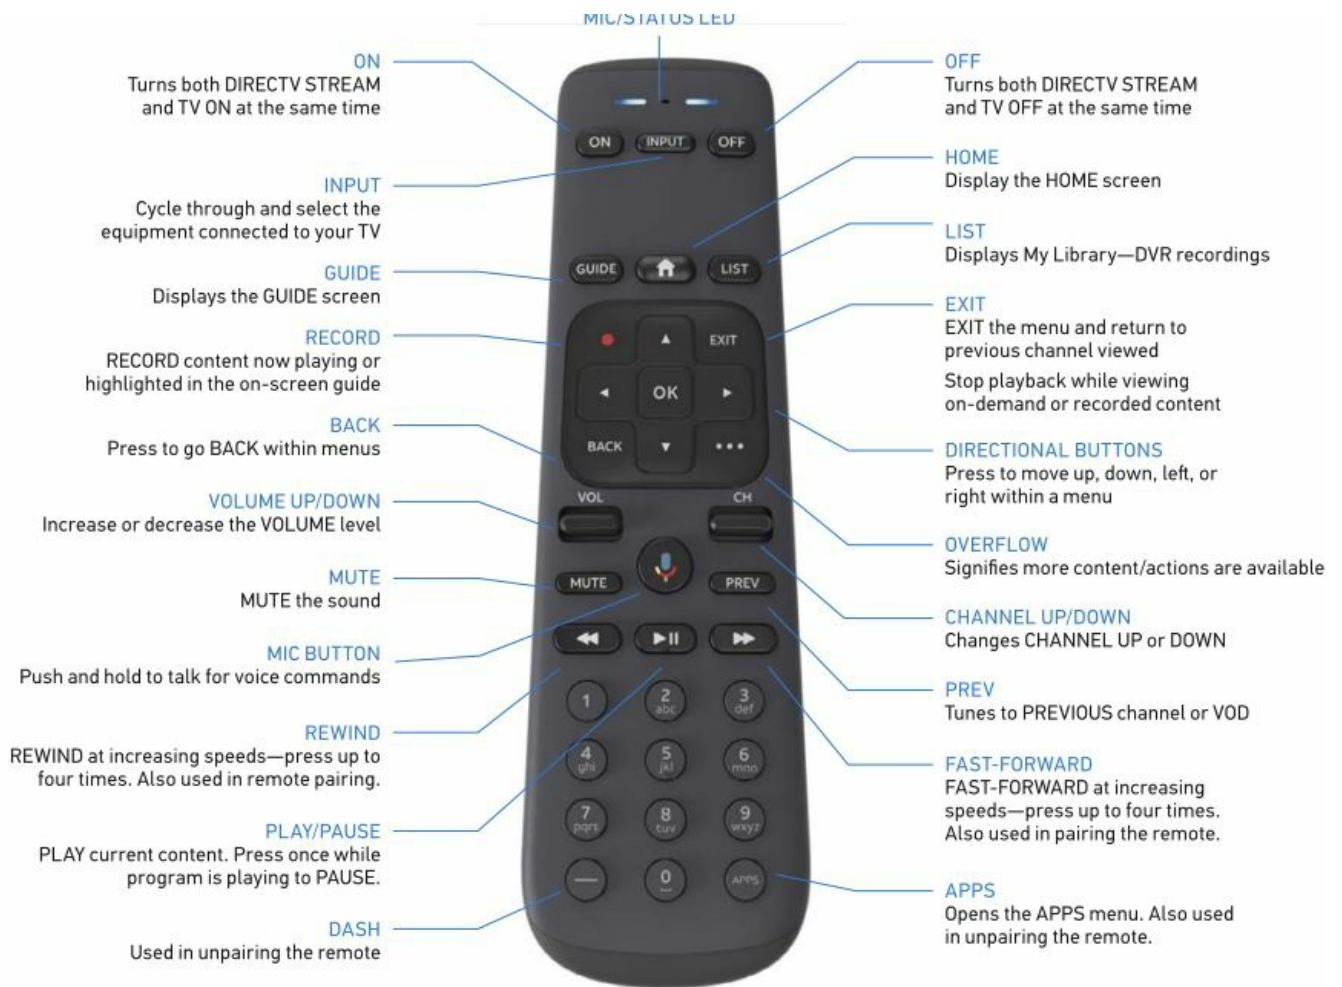 MIC/STATUS LED
ON
Turns both DIRECTV STREAM
and TV ON at the same time
INPUT
Cycle through and select the
equipment connected to your TV
GUIDE
Displays the GUIDE screen
RECORD
RECORD content now playing or
highlighted in the on-screen guide
BACK
Press to go BACK within menus
VOLUME UP/DOWN
Increase or decrease the VOLUME level
MUTE
MUTE the sound
MIC BUTTON
Push and hold to talk for voice commands
REWIND
REWIND at increasing speeds—press up to
four times. Also used in remote pairing.
PLAY/PAUSE
PLAY current content. Press once while
program is playing to PAUSE.
DASH
Used in unpairing the remote
ON INPUT OFF
GUIDE LIST
EXIT
OK
BACK
VOL CH
MUTE PREV
1 2 3
abc def
4 5 6
ghi jkl mno
7 8 9
pqrs tuv wxyz
0 APPS
OFF
Turns both DIRECTV STREAM
and TV OFF at the same time
HOME
Display the HOME screen
LIST
Displays My Library—DVR recordings
EXIT
EXIT the menu and return to
previous channel viewed
Stop playback while viewing
on-demand or recorded content
DIRECTIONAL BUTTONS
Press to move up, down, left, or
right within a menu
OVERFLOW
Signifies more content/actions are available
CHANNEL UP/DOWN
Changes CHANNEL UP or DOWN
PREV
Tunes to PREVIOUS channel or VOD
FAST-FORWARD
FAST-FORWARD at increasing
speeds—press up to four times.
Also used in pairing the remote.
APPS
Opens the APPS menu. Also used
in unpairing the remote.